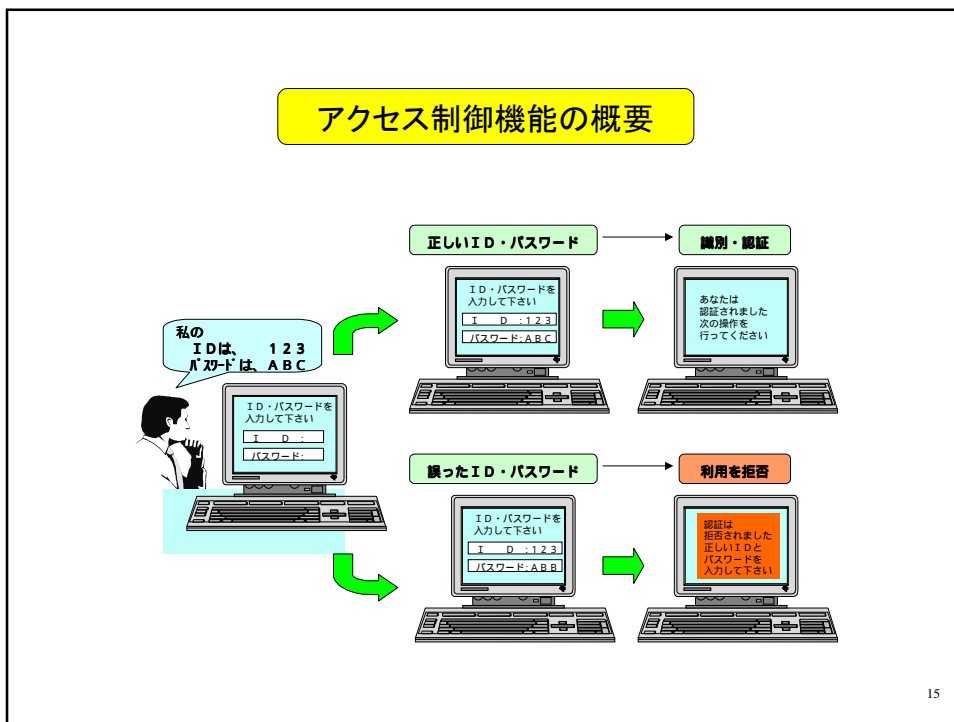 アクセス制御機能の概要
正しいＩＤ・パスワード
識別・認証
ＩＤ・パスワードを
入力して下さい
Ｉ　Ｄ　：１２３
パスワード：ＡＢＣ
あなたは
認証されました
次の操作を
行ってください
私の
ＩＤは、　１２３
ﾊﾟｽﾜｰﾄﾞは、ＡＢＣ
ＩＤ・パスワードを
入力して下さい
Ｉ　Ｄ　：
パスワード：
誤ったＩＤ・パスワード
利用を拒否
ＩＤ・パスワードを
入力して下さい
Ｉ　Ｄ　：１２３
パスワード：ＡＢＢ
認証は
拒否されました
正しいＩＤと
パスワードを
入力して下さい
15